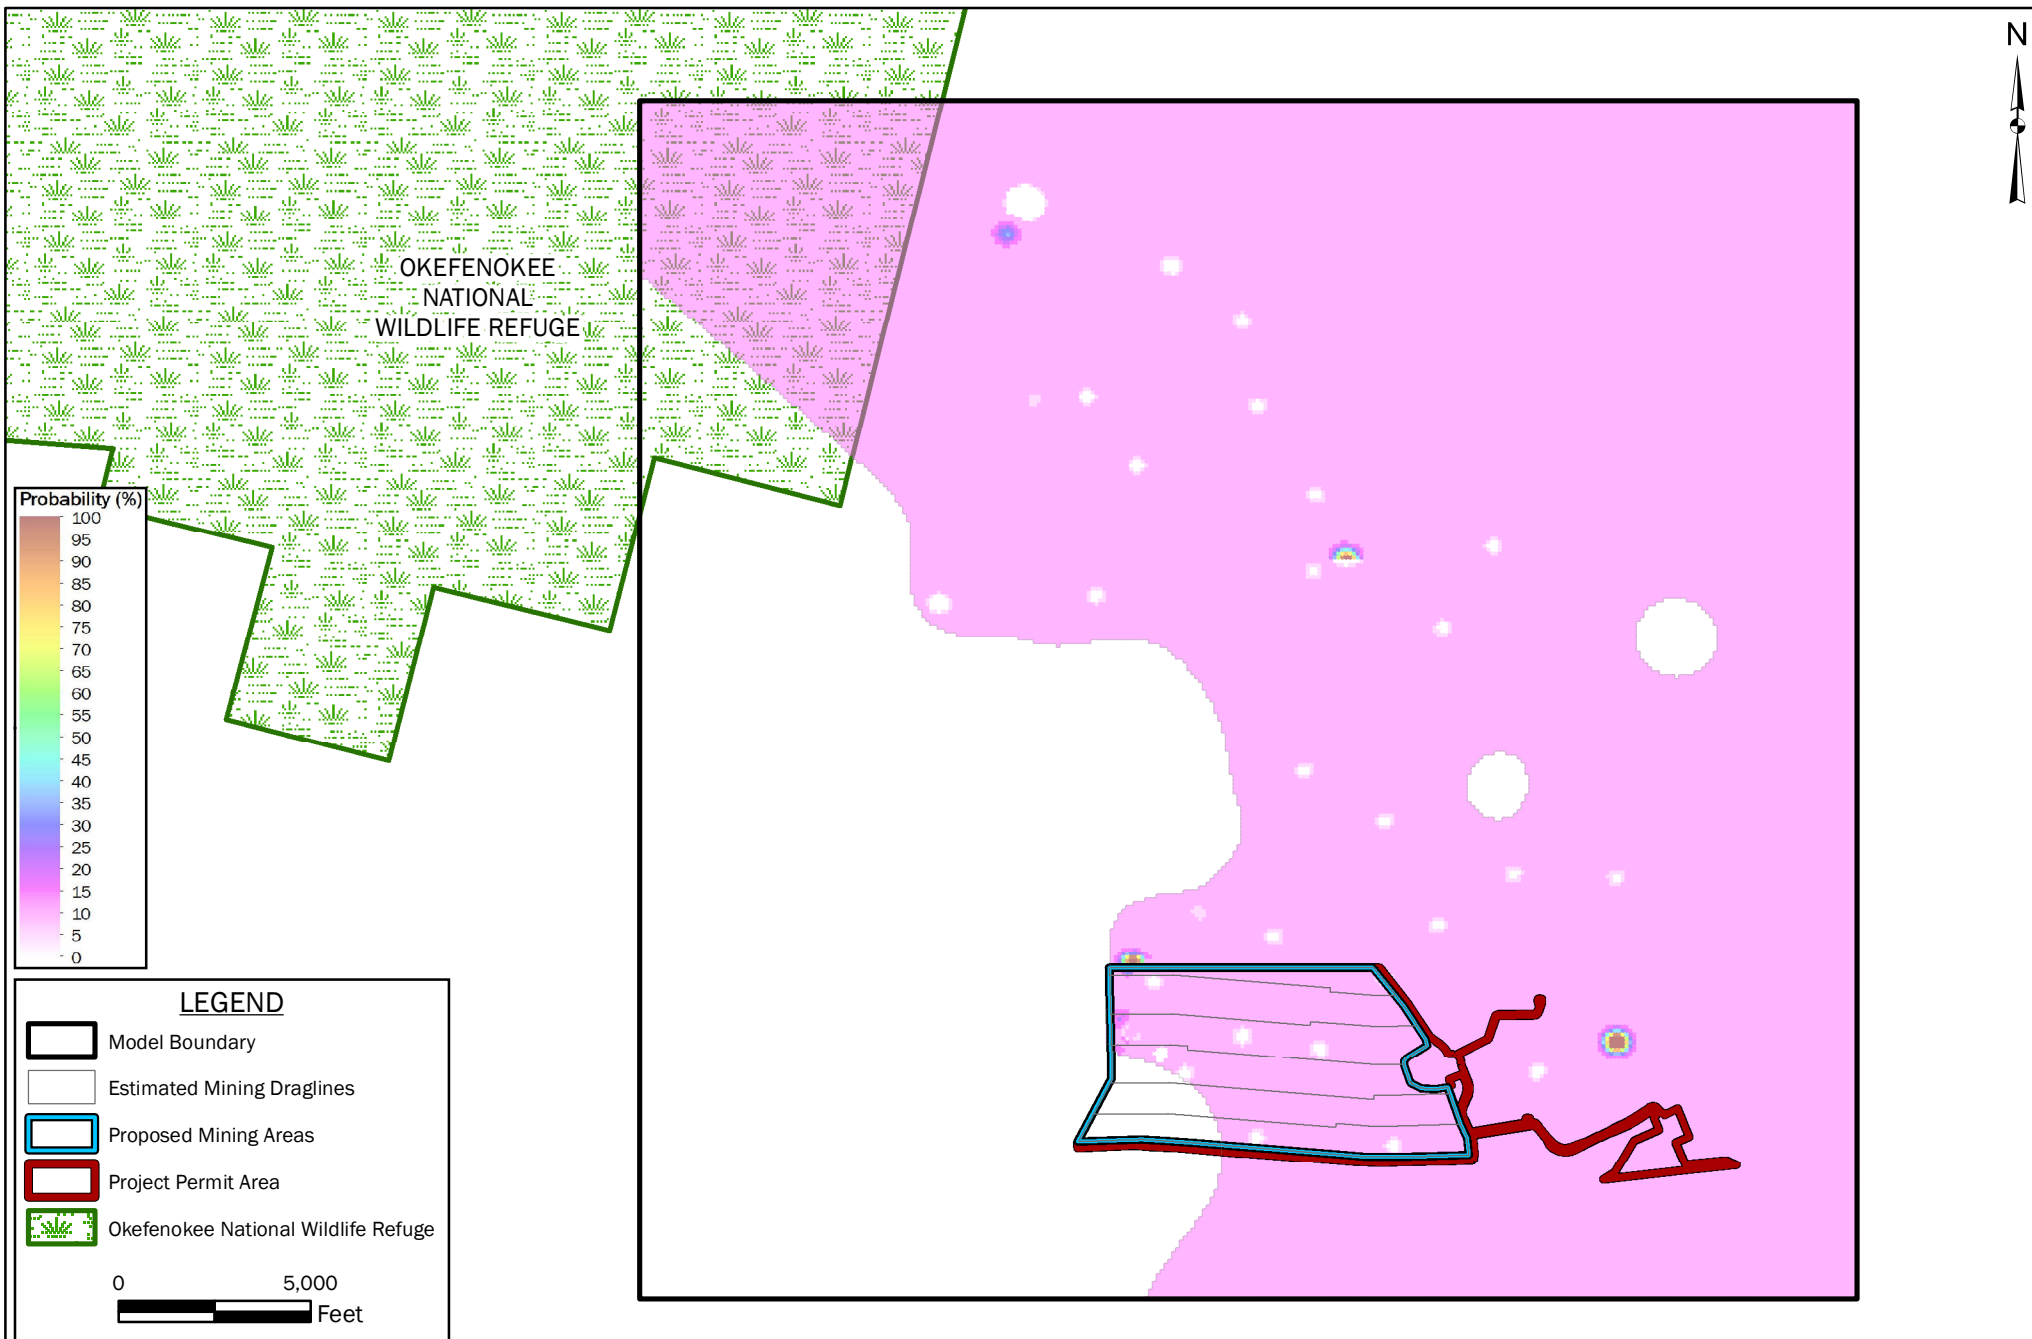 N
OKEFENOKEE
NATIONAL
WILDLIFE REFUGE
Probability (%)
100
95
90
85
80
75
70
65
60
55
50
45
40
35
30
25
20
15
10
5
0
LEGEND
Model Boundary
Estimated Mining Draglines
Proposed Mining Areas
Project Permit Area
Okefenokee National Wildlife Refuge
0 5,000
Feet